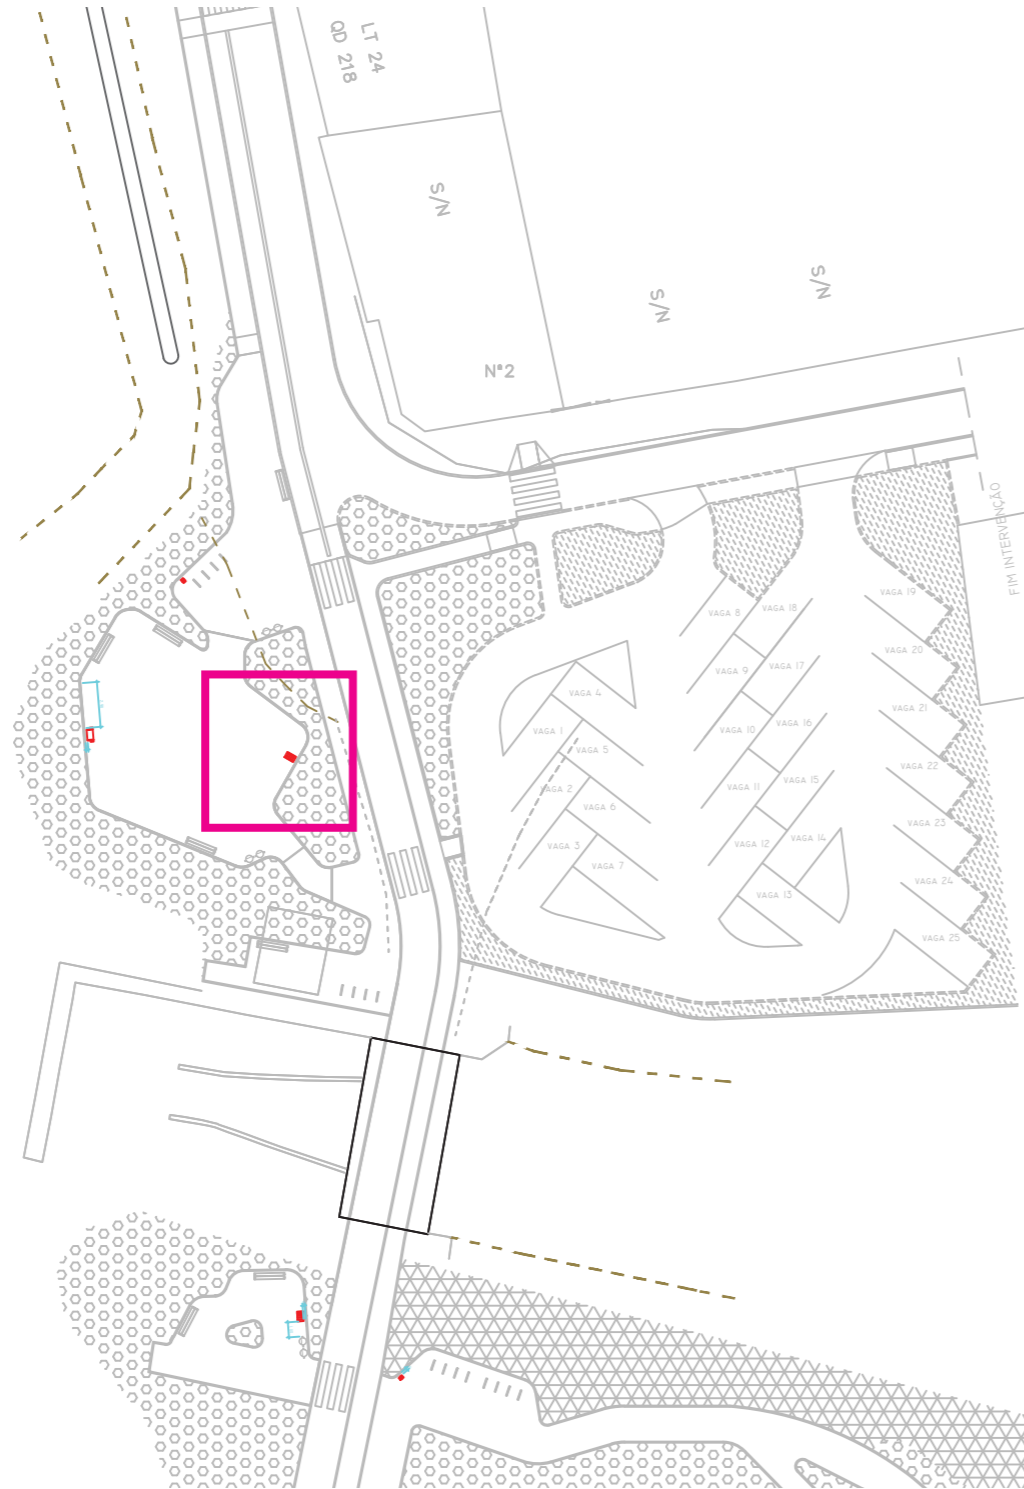 LT 24
QD 218
S/N
S/N
S/N
Nº2
FIM INTERVENÇÃO
VAGA 19
VAGA 8
VAGA 18
VAGA 20
VAGA 9
VAGA 17
VAGA 4
VAGA 21
VAGA 1
VAGA 10
VAGA 16
VAGA 5
VAGA 22
VAGA 2
VAGA 11
VAGA 15
VAGA 6
VAGA 23
VAGA 3
VAGA 12
VAGA 14
VAGA 7
VAGA 24
VAGA 13
VAGA 25